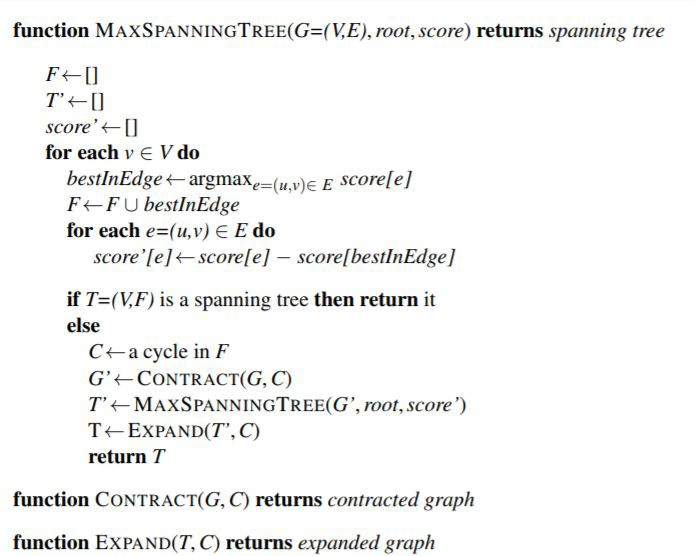 function MAXSPANNINGTREE(G=(V,E), root, score) returns spanning tree
F←[]
T'←[]
score'←[]
for each v ∈ V do
bestInEdge←argmax_{e=(u,v)∈ E} score[e]
F←F ∪ bestInEdge
for each e=(u,v) ∈ E do
score'[e]←score[e] − score[bestInEdge]
if T=(V,F) is a spanning tree then return it
else
C←a cycle in F
G'←CONTRACT(G, C)
T'←MAXSPANNINGTREE(G', root, score')
T←EXPAND(T', C)
return T
function CONTRACT(G, C) returns contracted graph
function EXPAND(T, C) returns expanded graph